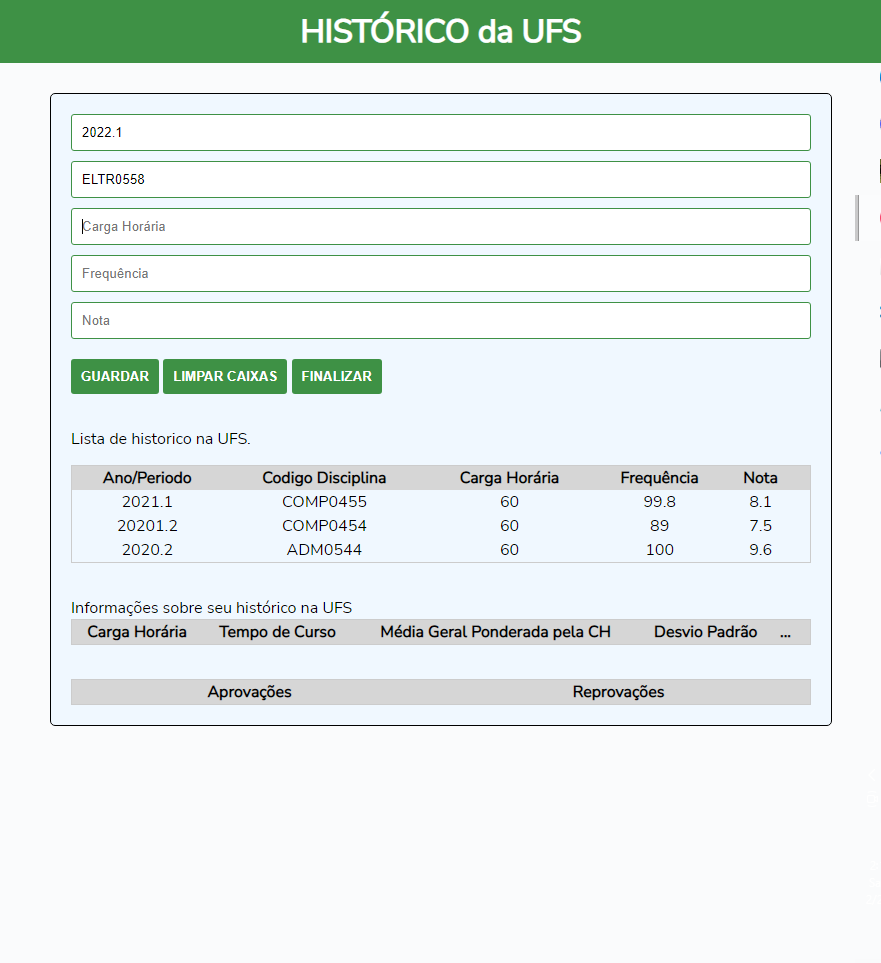 HISTÓRICO da UFS
2022.1
ELTR0558
Carga Horária
Frequência
Nota
GUARDAR LIMPAR CAIXAS FINALIZAR
Lista de historico na UFS.
Ano/Periodo Codigo Disciplina Carga Horária Frequência Nota
2021.1 COMP0455 60 99.8 8.1
20201.2 COMP0454 60 89 7.5
2020.2 ADM0544 60 100 9.6
Informações sobre seu histórico na UFS
Carga Horária Tempo de Curso Média Geral Ponderada pela CH Desvio Padrão ...
Aprovações Reprovações